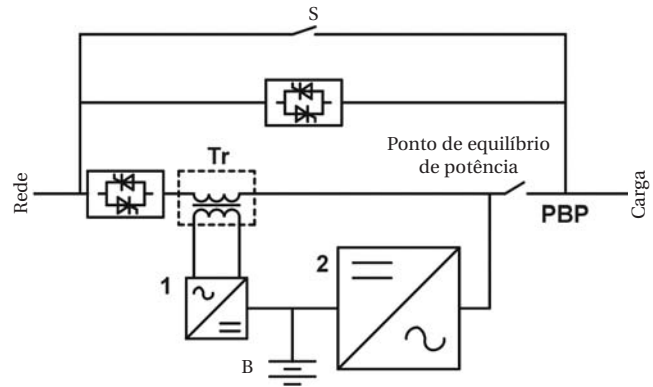 S
Ponto de equilíbrio
de potência
Tr
Rede
PBP
Carga
1
2
B